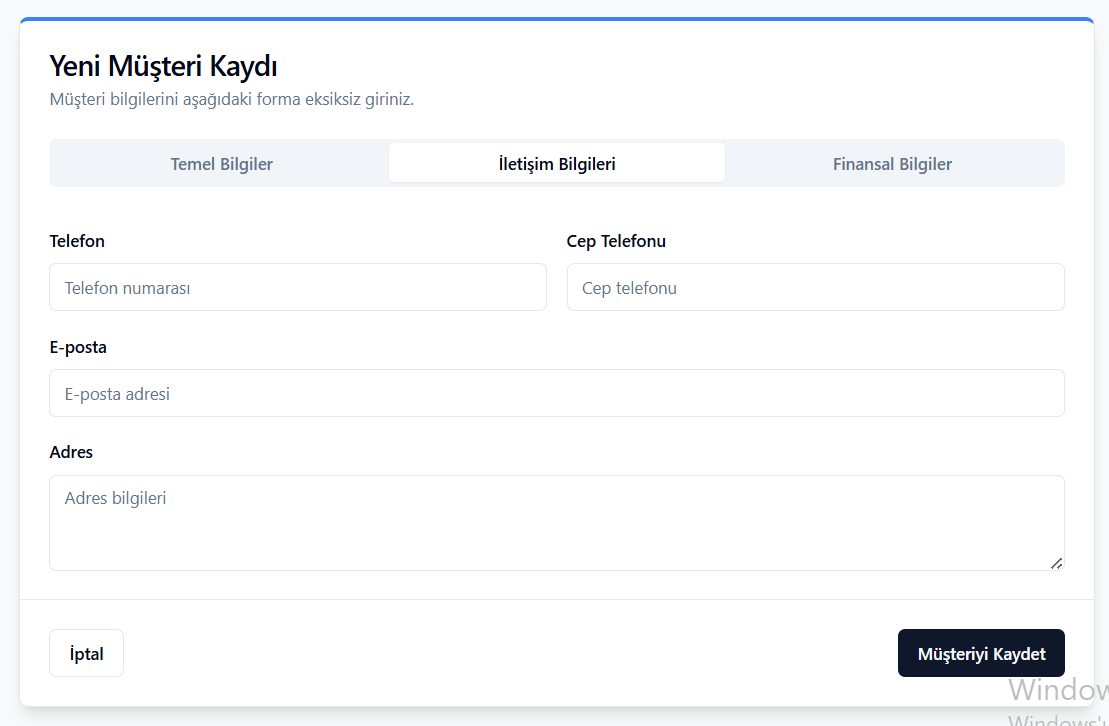 Yeni Müşteri Kaydı
Müşteri bilgilerini aşağıdaki forma eksiksiz giriniz.
Temel Bilgiler
İletişim Bilgileri
Finansal Bilgiler
Telefon
Cep Telefonu
Telefon numarası
Cep telefonu
E-posta
E-posta adresi
Adres
Adres bilgileri
İptal
Müşteriyi Kaydet
Window
Windows'u